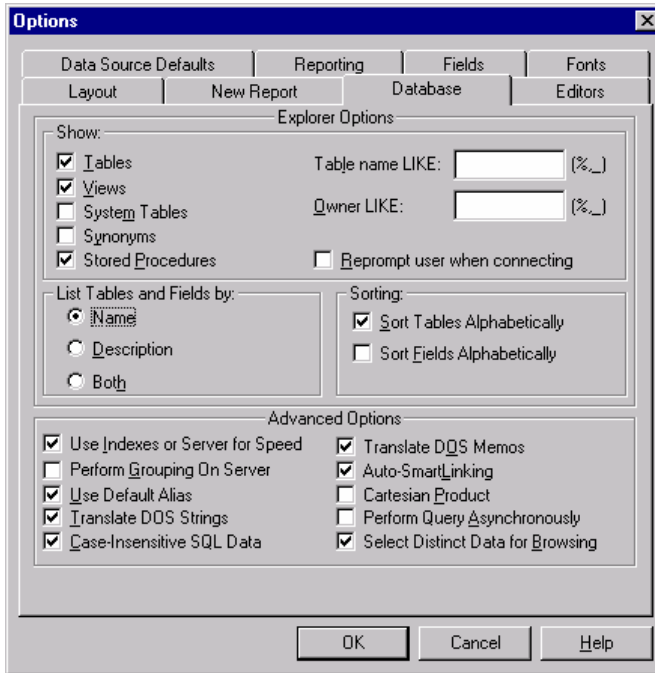 Options
Data Source Defaults Reporting Fields Fonts
Layout New Report Database Editors
Explorer Options
Show:
Tables Table name LIKE: (%,_)
Views
System Tables Owner LIKE: (%,_)
Synonyms
Stored Procedures Reprompt user when connecting
List Tables and Fields by: Sorting:
Name Sort Tables Alphabetically
Description Sort Fields Alphabetically
Both
Advanced Options
Use Indexes or Server for Speed Translate DOS Memos
Perform Grouping On Server Auto-SmartLinking
Use Default Alias Cartesian Product
Translate DOS Strings Perform Query Asynchronously
Case-Insensitive SQL Data Select Distinct Data for Browsing
OK Cancel Help